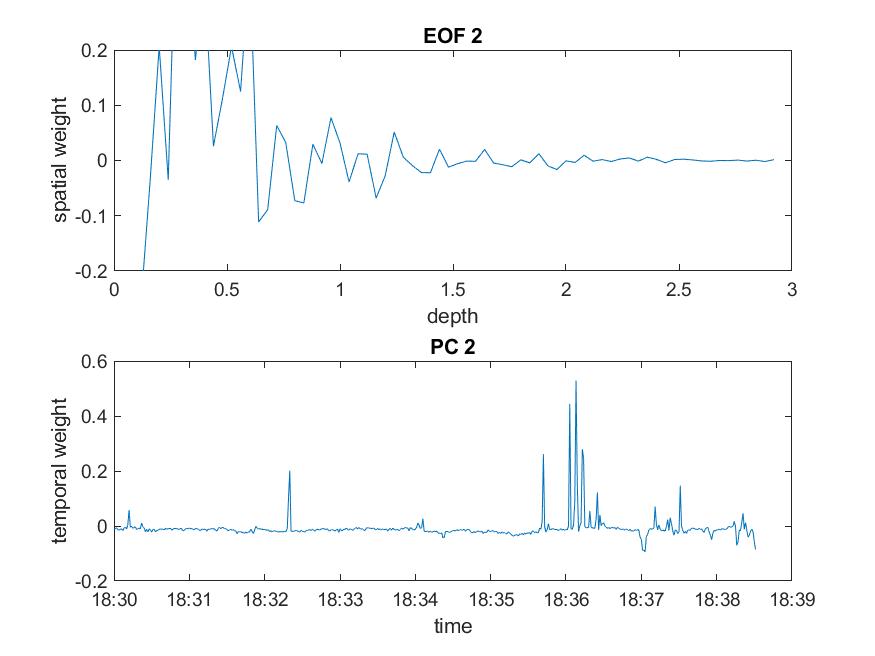 EOF 2
0.2
0.1
0
-0.1
-0.2
spatial weight
0 0.5 1 1.5 2 2.5 3
depth
PC 2
0.6
0.4
0.2
0
-0.2
temporal weight
18:30 18:31 18:32 18:33 18:34 18:35 18:36 18:37 18:38 18:39
time